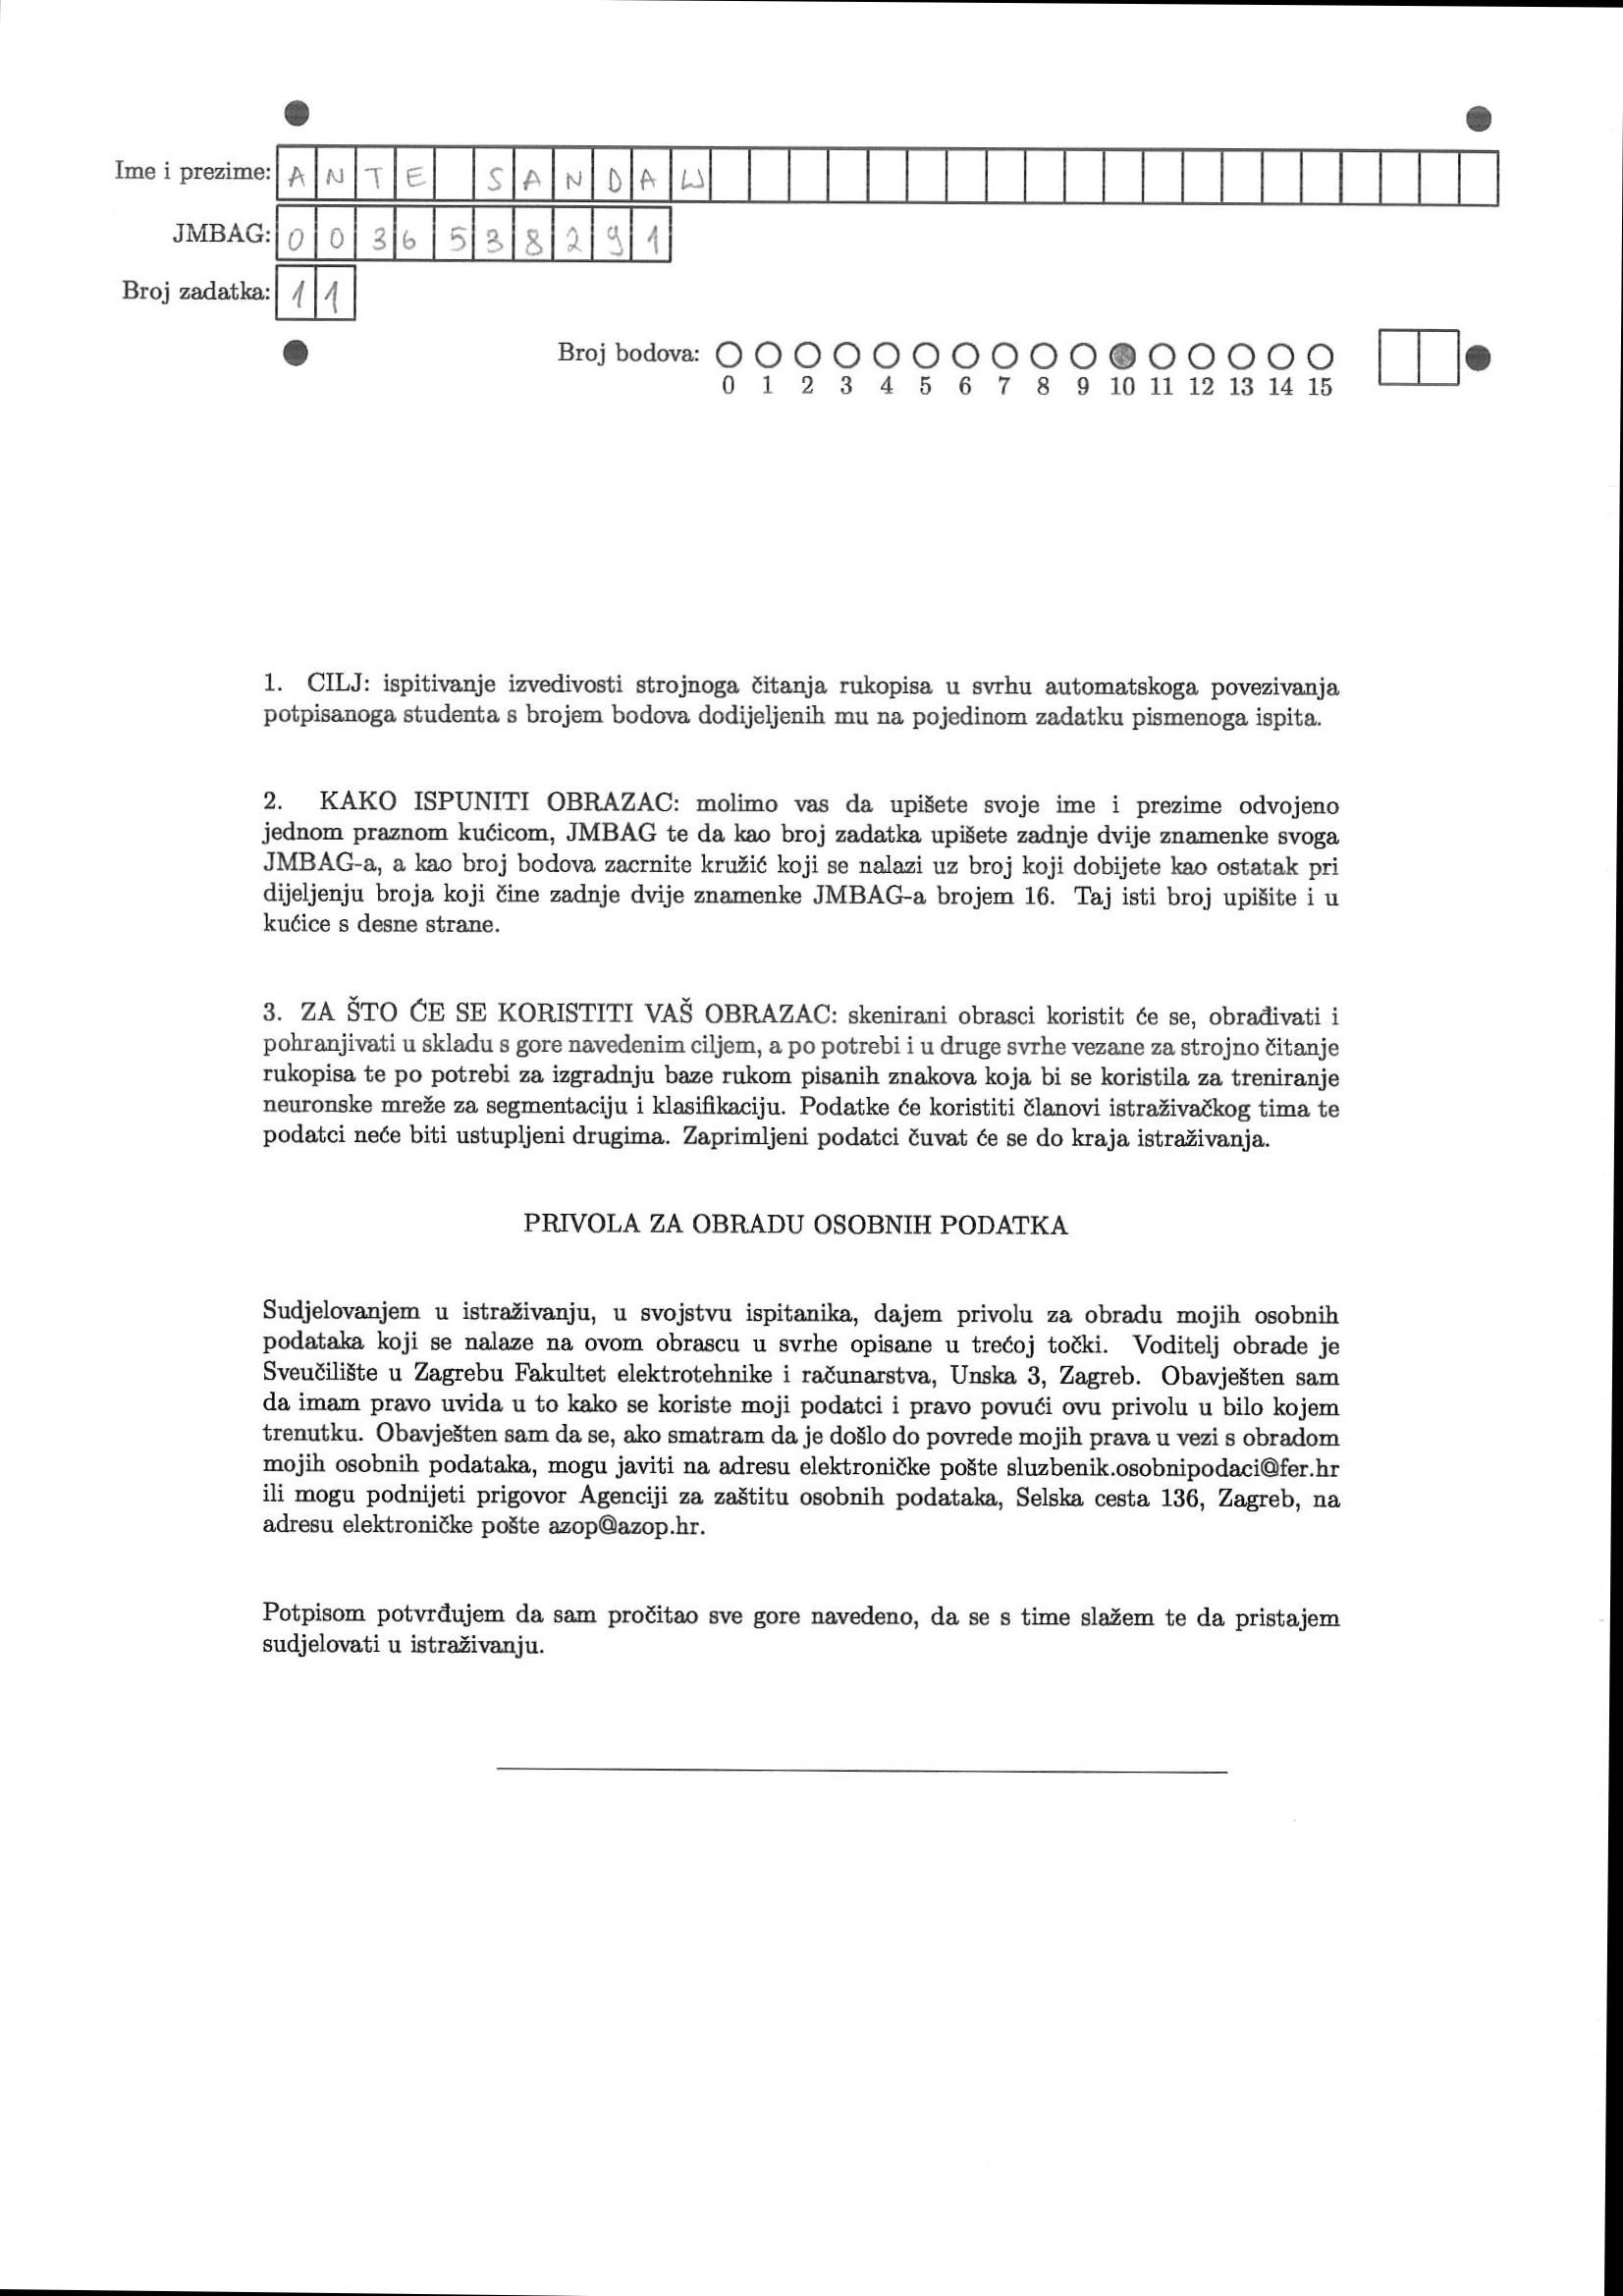 Ime i prezime: ANTE SANDAW
JMBAG: 0036538291
Broj zadatka: 11
Broj bodova:
0 1 2 3 4 5 6 7 8 9 10 11 12 13 14 15
1. CILJ: ispitivanje izvedivosti strojnoga čitanja rukopisa u svrhu automatskoga povezivanja
potpisanoga studenta s brojem bodova dodijeljenih mu na pojedinom zadatku pismenoga ispita.
2. KAKO ISPUNITI OBRAZAC: molimo vas da upišete svoje ime i prezime odvojeno
jednom praznom kućicom, JMBAG te da kao broj zadatka upišete zadnje dvije znamenke svoga
JMBAG-a, a kao broj bodova zacrnite kružić koji se nalazi uz broj koji dobijete kao ostatak pri
dijeljenju broja koji čine zadnje dvije znamenke JMBAG-a brojem 16. Taj isti broj upišite i u
kućice s desne strane.
3. ZA ŠTO ĆE SE KORISTITI VAŠ OBRAZAC: skenirani obrasci koristit će se, obrađivati i
pohranjivati u skladu s gore navedenim ciljem, a po potrebi i u druge svrhe vezane za strojno čitanje
rukopisa te po potrebi za izgradnju baze rukom pisanih znakova koja bi se koristila za treniranje
neuronske mreže za segmentaciju i klasifikaciju. Podatke će koristiti članovi istraživačkog tima te
podatci neće biti ustupljeni drugima. Zaprimljeni podatci čuvat će se do kraja istraživanja.
PRIVOLA ZA OBRADU OSOBNIH PODATKA
Sudjelovanjem u istraživanju, u svojstvu ispitanika, dajem privolu za obradu mojih osobnih
podataka koji se nalaze na ovom obrascu u svrhe opisane u trećoj točki. Voditelj obrade je
Sveučilište u Zagrebu Fakultet elektrotehnike i računarstva, Unska 3, Zagreb. Obavješten sam
da imam pravo uvida u to kako se koriste moji podatci i pravo povući ovu privolu u bilo kojem
trenutku. Obavješten sam da se, ako smatram da je došlo do povrede mojih prava u vezi s obradom
mojih osobnih podataka, mogu javiti na adresu elektroničke pošte sluzbenik.osobnipodaci@fer.hr
ili mogu podnijeti prigovor Agenciji za zaštitu osobnih podataka, Selska cesta 136, Zagreb, na
adresu elektroničke pošte azop@azop.hr.
Potpisom potvrđujem da sam pročitao sve gore navedeno, da se s time slažem te da pristajem
sudjelovati u istraživanju.